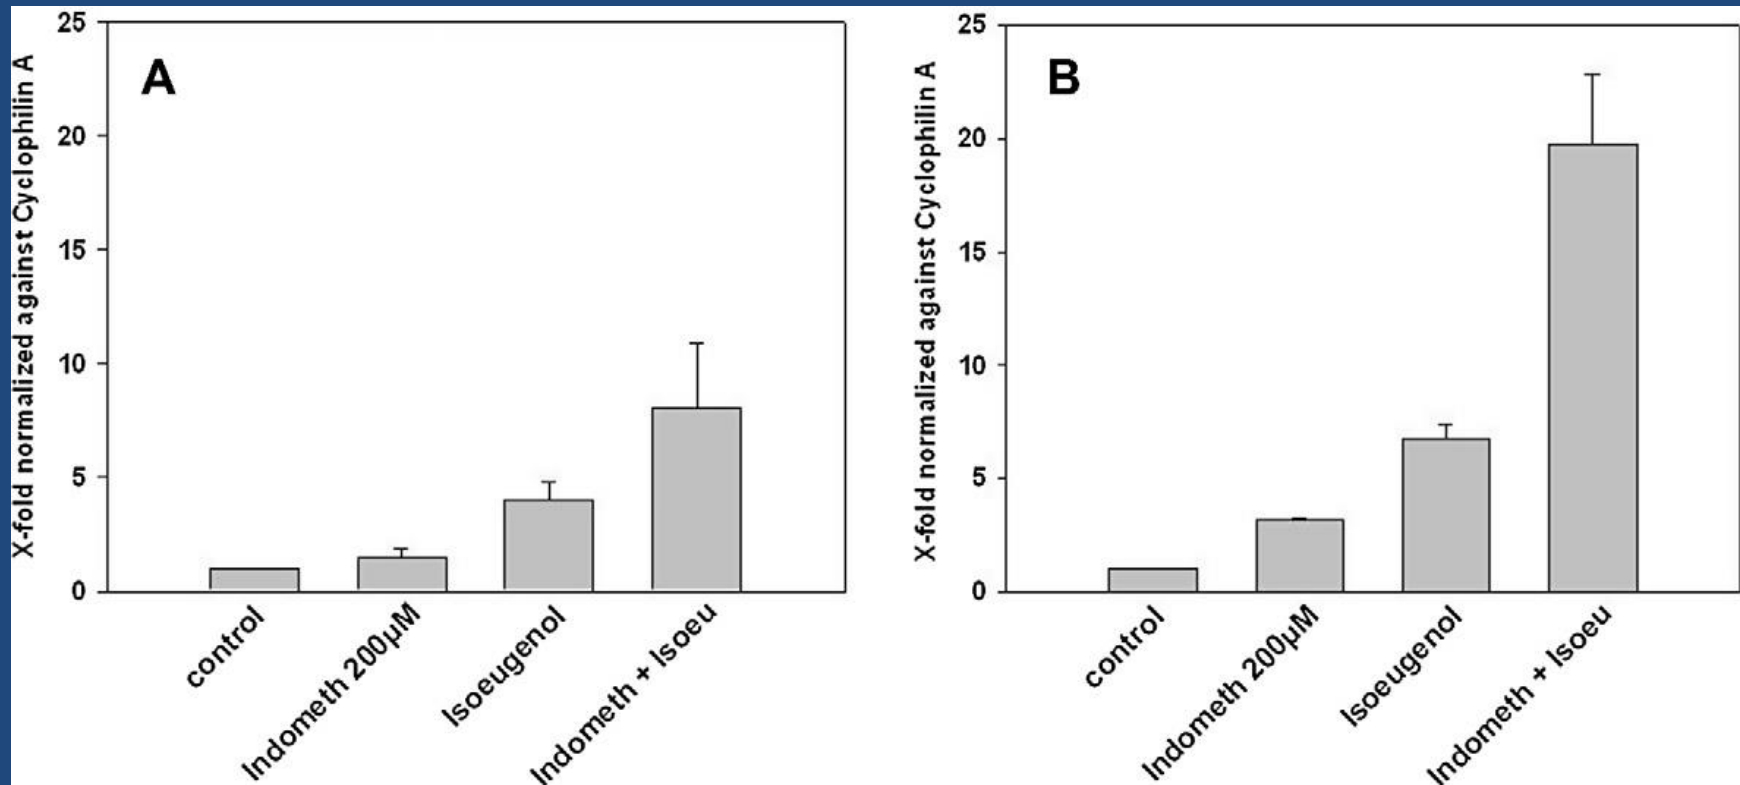 X-fold normalized against Cyclophilin A
25
20
15
10
5
0
A
control
Indometh 200µM
Isoeugenol
Indometh + Isoeu
X-fold normalized against Cyclophilin A
25
20
15
10
5
0
B
control
Indometh 200µM
Isoeugenol
Indometh + Isoeu